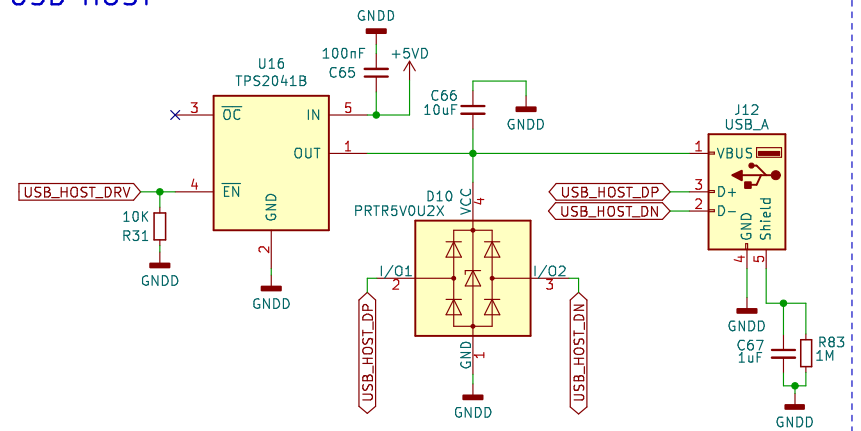 USB HOST
GNDD
U16
TPS2041B
100nF
C65
+5VD
C66
10uF
GNDD
J12
USB_A
3
OC
IN
5
OUT
1
1
VBUS
USB_HOST_DRV
4
EN
GND
2
GNDD
10K
R31
GNDD
D10
PRTR5V0U2X
VCC
4
USB_HOST_DP
3
D+
USB_HOST_DN
2
D-
GND
4
Shield
5
I/O1
2
I/O2
3
USB_HOST_DP
USB_HOST_DN
GND
1
GNDD
GNDD
C67
1uF
R83
1M
GNDD